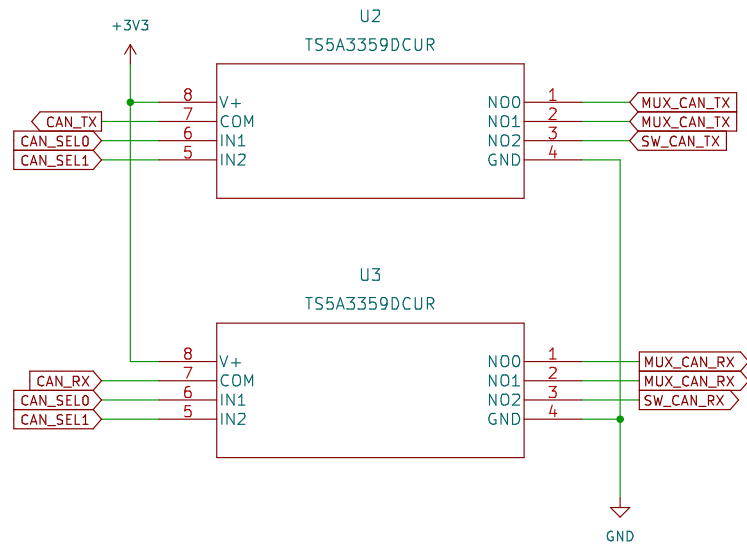 U2
+3V3
TS5A3359DCUR
8 V+ NO0 1 MUX_CAN_TX
CAN_TX 7 COM NO1 2 MUX_CAN_TX
CAN_SEL0 6 IN1 NO2 3 SW_CAN_TX
CAN_SEL1 5 IN2 GND 4
U3
TS5A3359DCUR
8 V+ NO0 1 MUX_CAN_RX
CAN_RX 7 COM NO1 2 MUX_CAN_RX
CAN_SEL0 6 IN1 NO2 3 SW_CAN_RX
CAN_SEL1 5 IN2 GND 4
GND